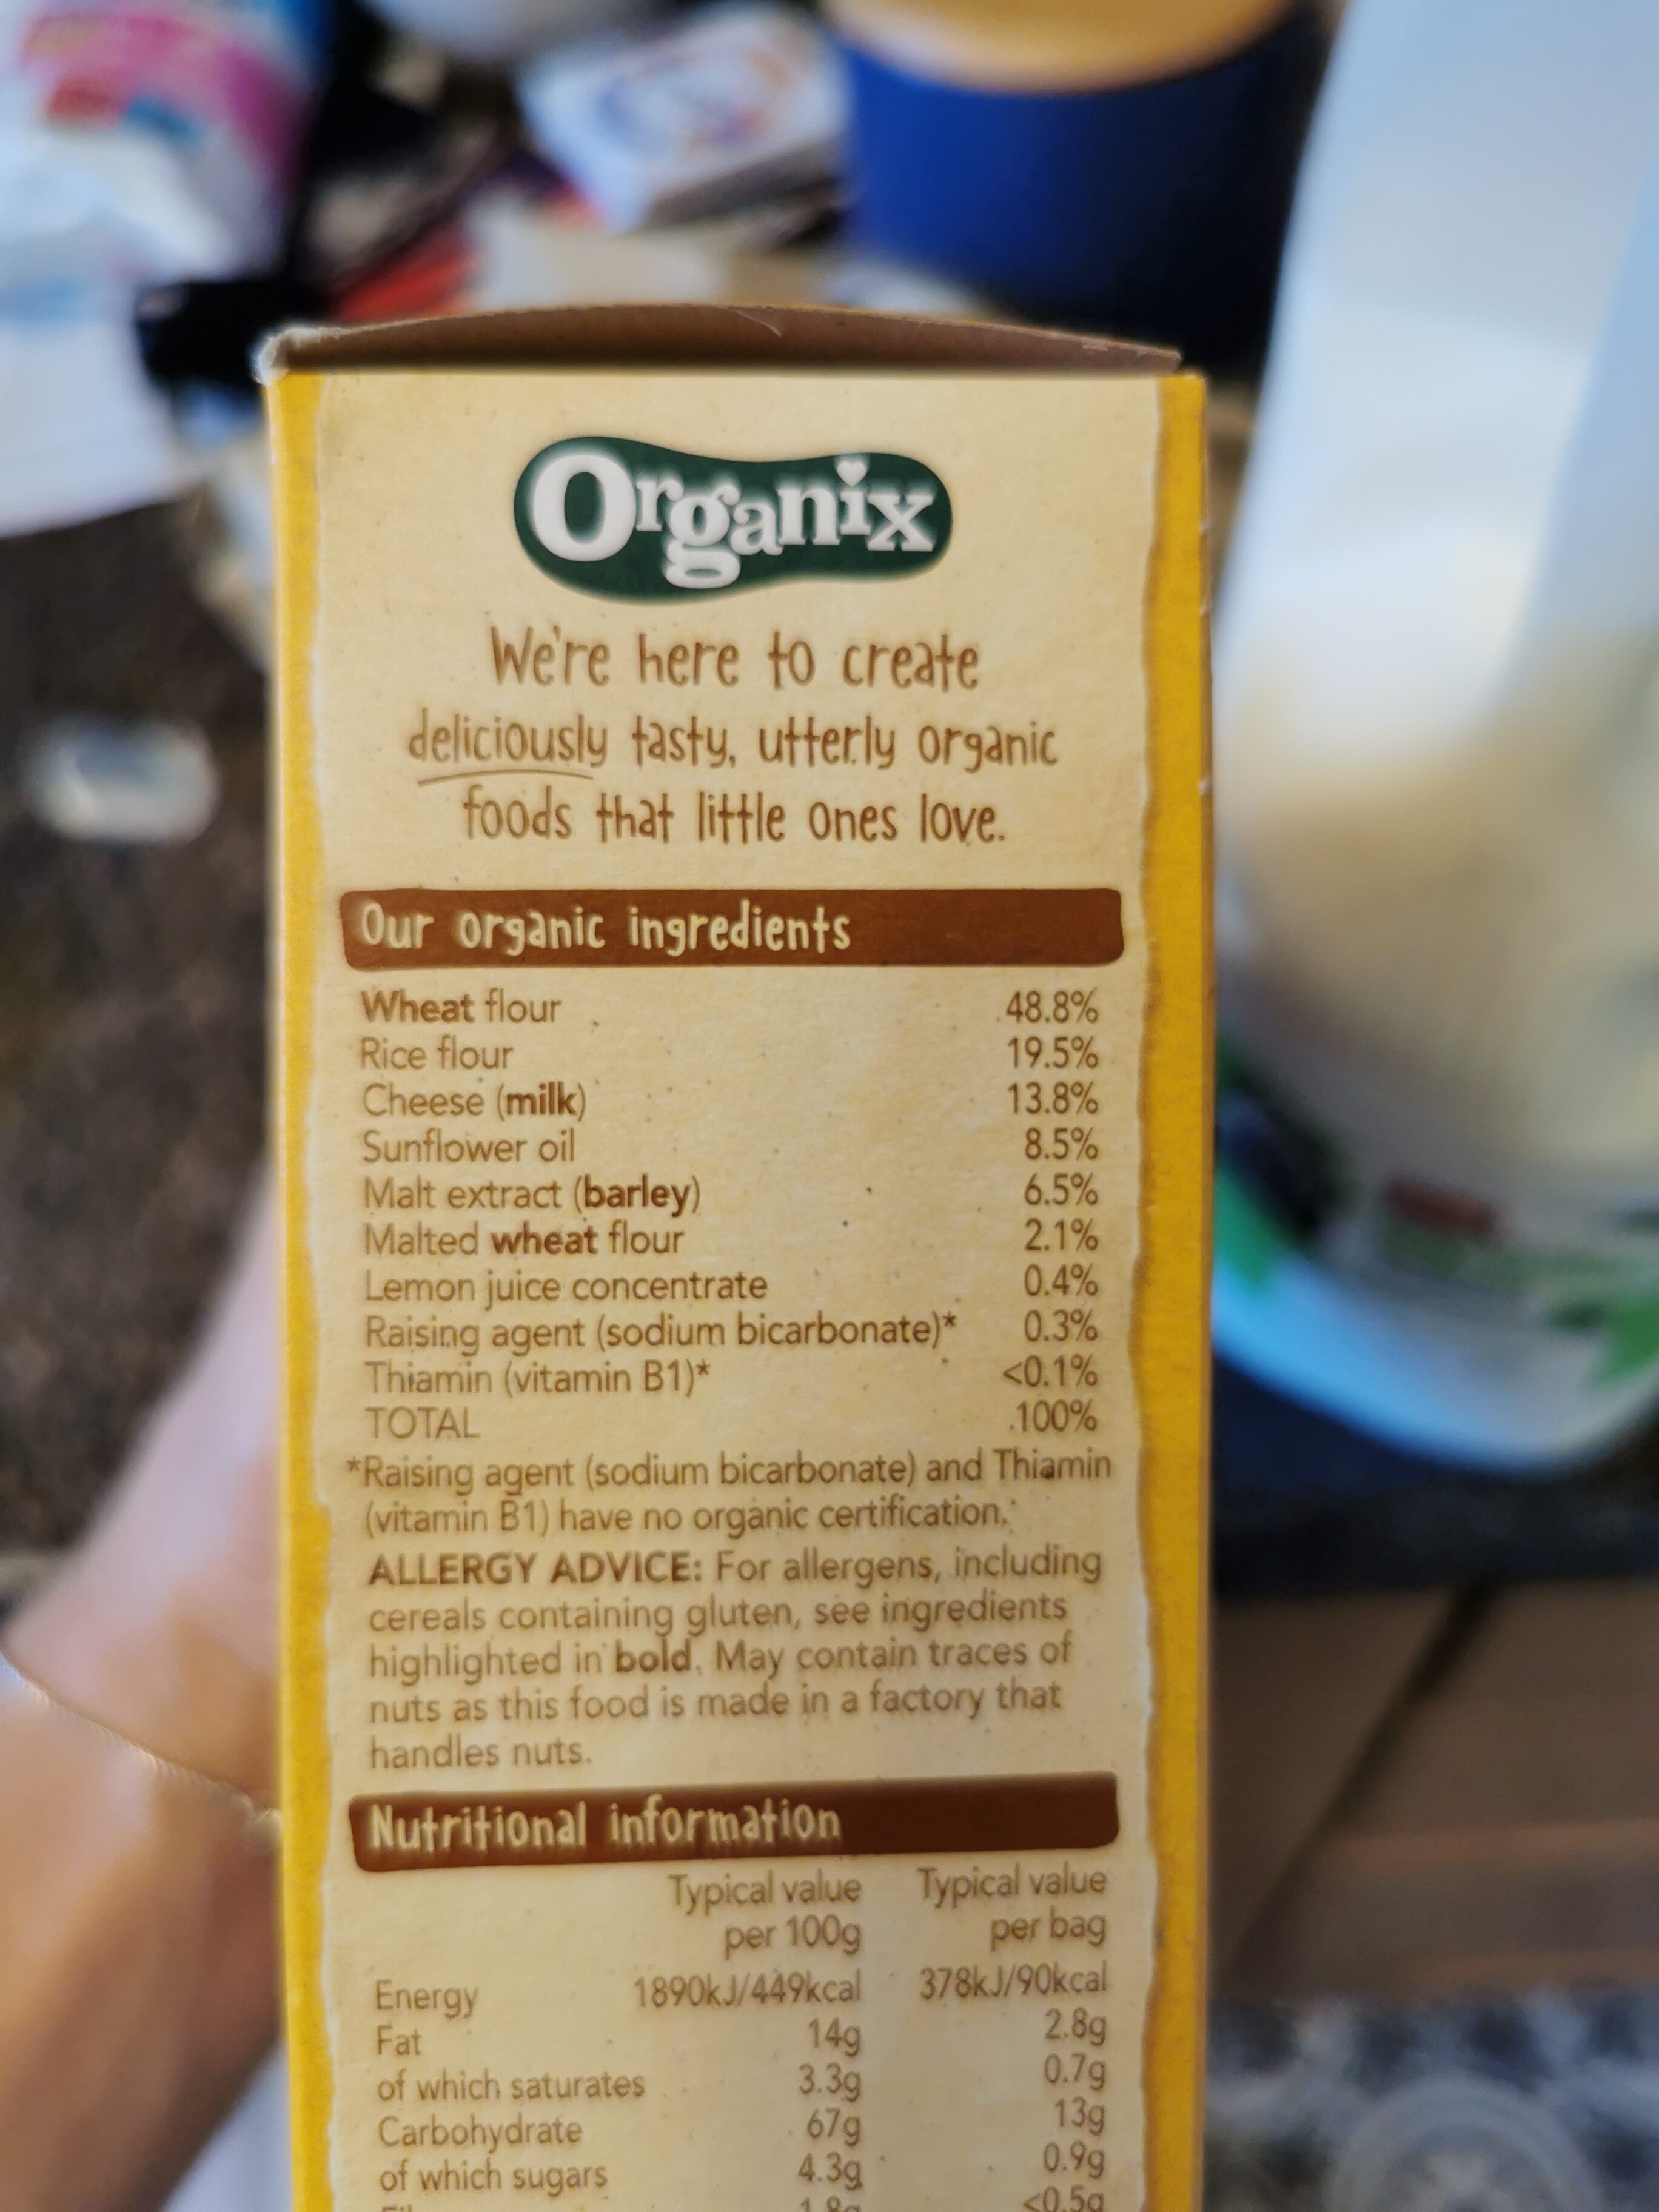 Organix
We're here to create
deliciously tasty, utterly organic
foods that little ones love.
Our organic ingredients
Wheat flour 48.8%
Rice flour 19.5%
Cheese (milk) 13.8%
Sunflower oil 8.5%
Malt extract (barley) 6.5%
Malted wheat flour 2.1%
Lemon juice concentrate 0.4%
Raising agent (sodium bicarbonate)* 0.3%
Thiamin (vitamin B1)* <0.1%
TOTAL 100%
*Raising agent (sodium bicarbonate) and Thiamin
(vitamin B1) have no organic certification.
ALLERGY ADVICE: For allergens, including
cereals containing gluten, see ingredients
highlighted in bold. May contain traces of
nuts as this food is made in a factory that
handles nuts.
Nutritional information
Typical value Typical value
per 100g per bag
Energy 1890kJ/449kcal 378kJ/90kcal
Fat 14g 2.8g
of which saturates 3.3g 0.7g
Carbohydrate 67g 13g
of which sugars 4.3g 0.9g
1.8g <0.5g